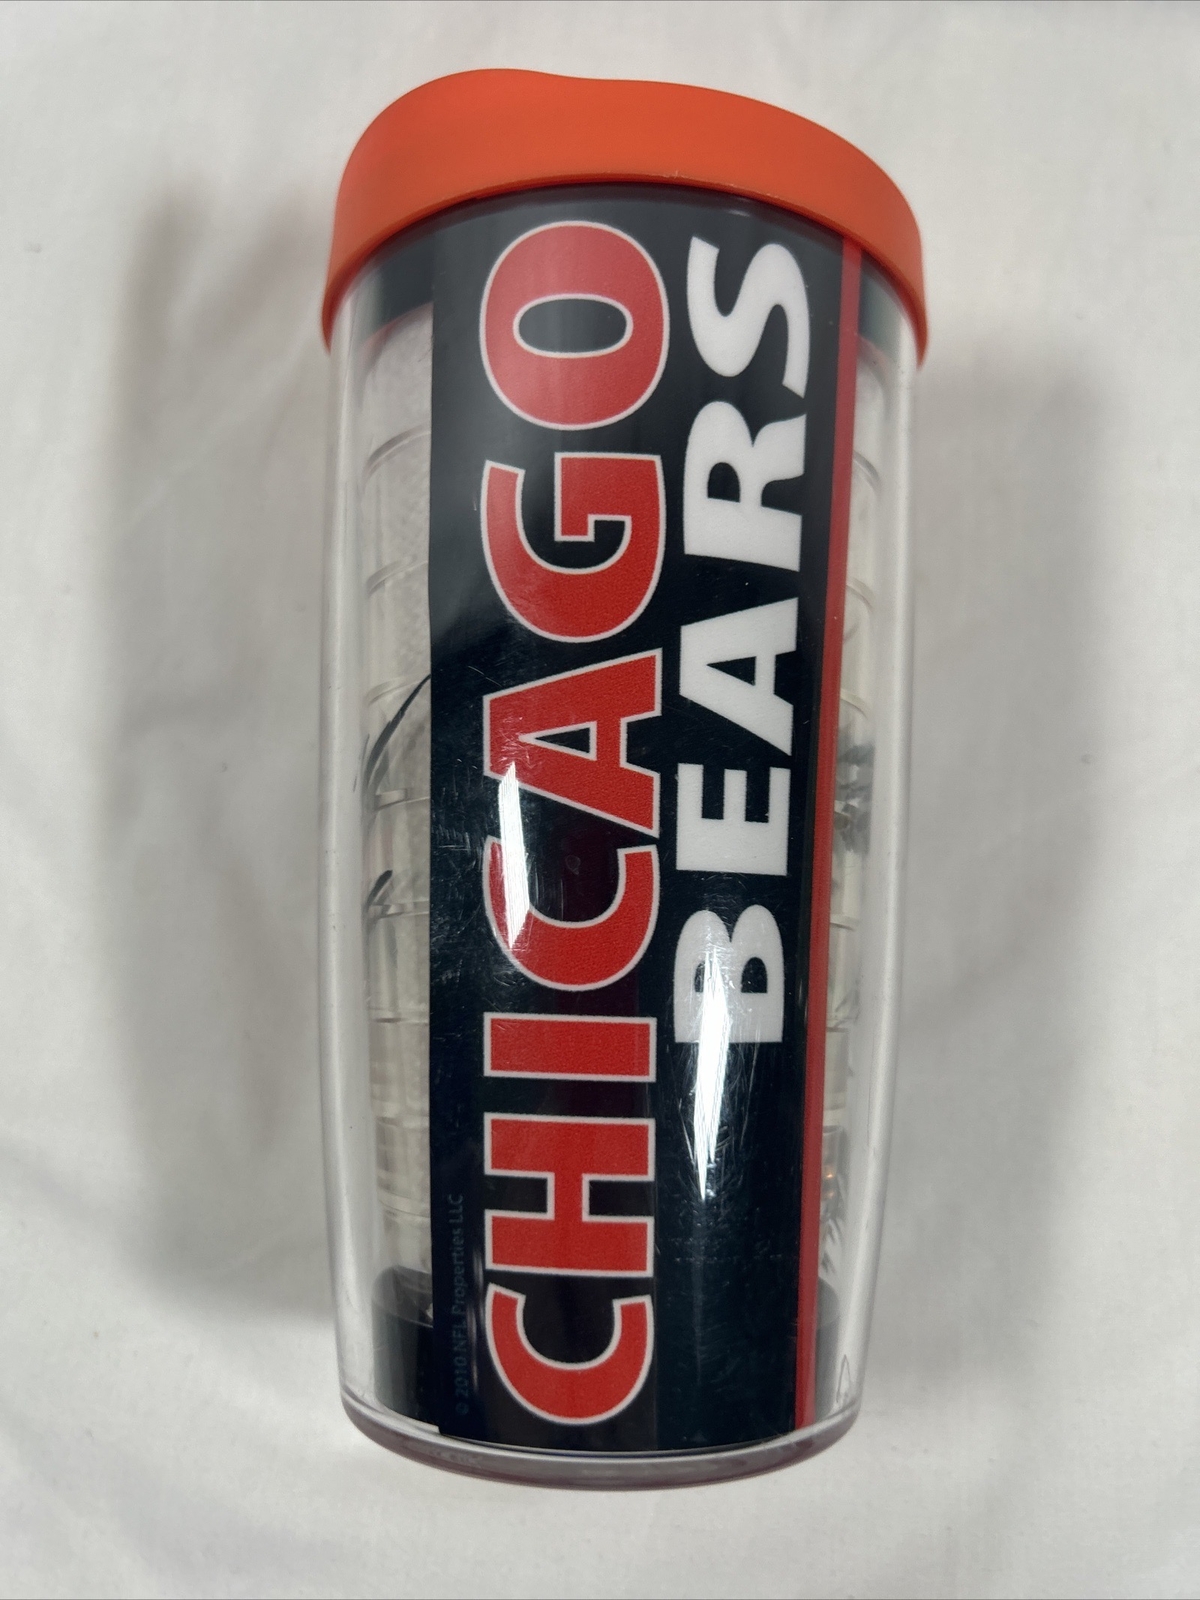 CHICAGO
BEARS
© 2010 NFL Properties LLC